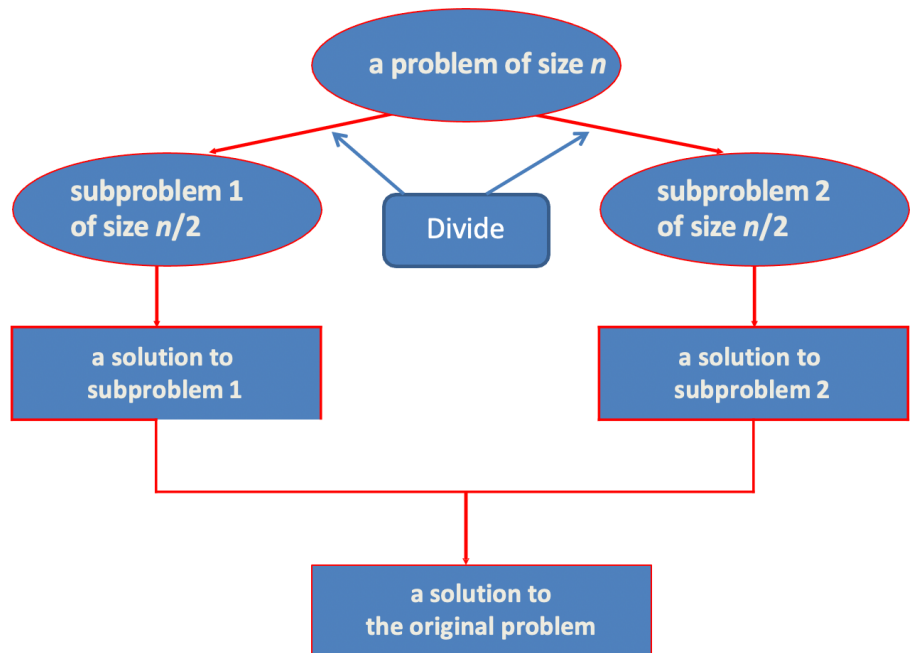 a problem of size n
subproblem 1
of size n/2
Divide
subproblem 2
of size n/2
a solution to
subproblem 1
a solution to
subproblem 2
a solution to
the original problem